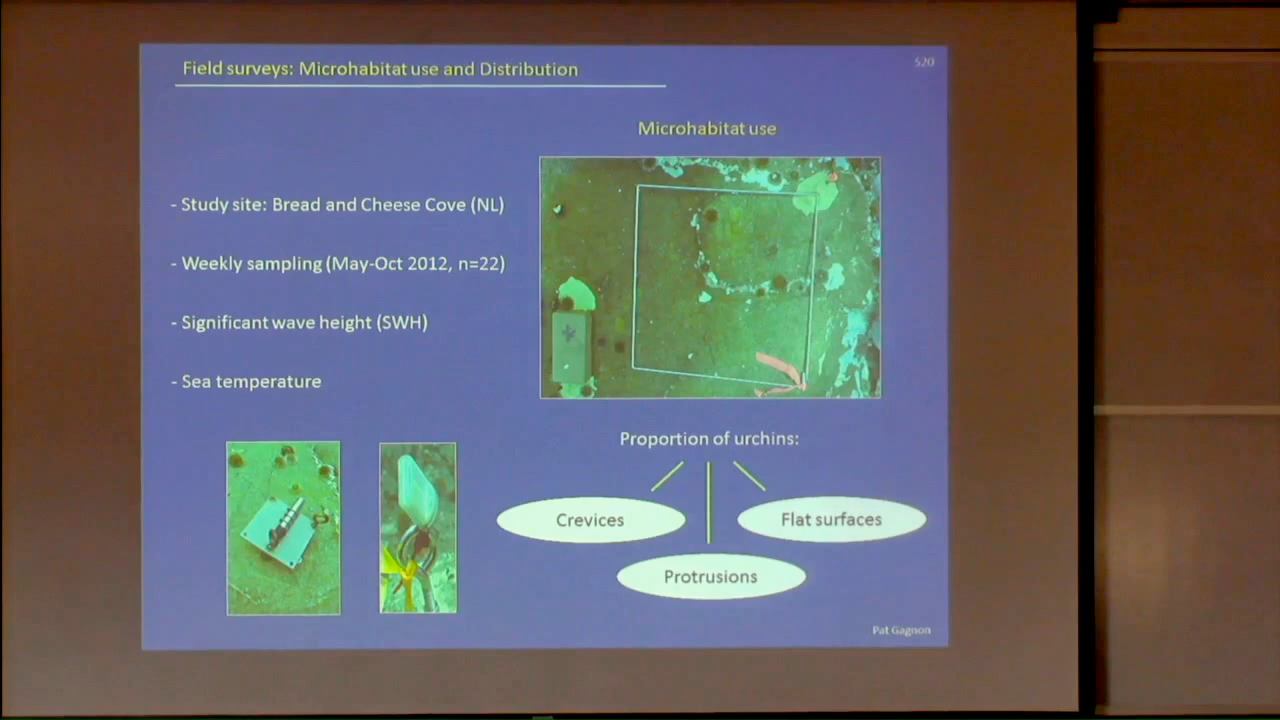 Field surveys: Microhabitat use and Distribution
520
Microhabitat use
- Study site: Bread and Cheese Cove (NL)
- Weekly sampling (May-Oct 2012, n=22)
- Significant wave height (SWH)
- Sea temperature
Proportion of urchins:
Crevices
Flat surfaces
Protrusions
Pat Gagnon